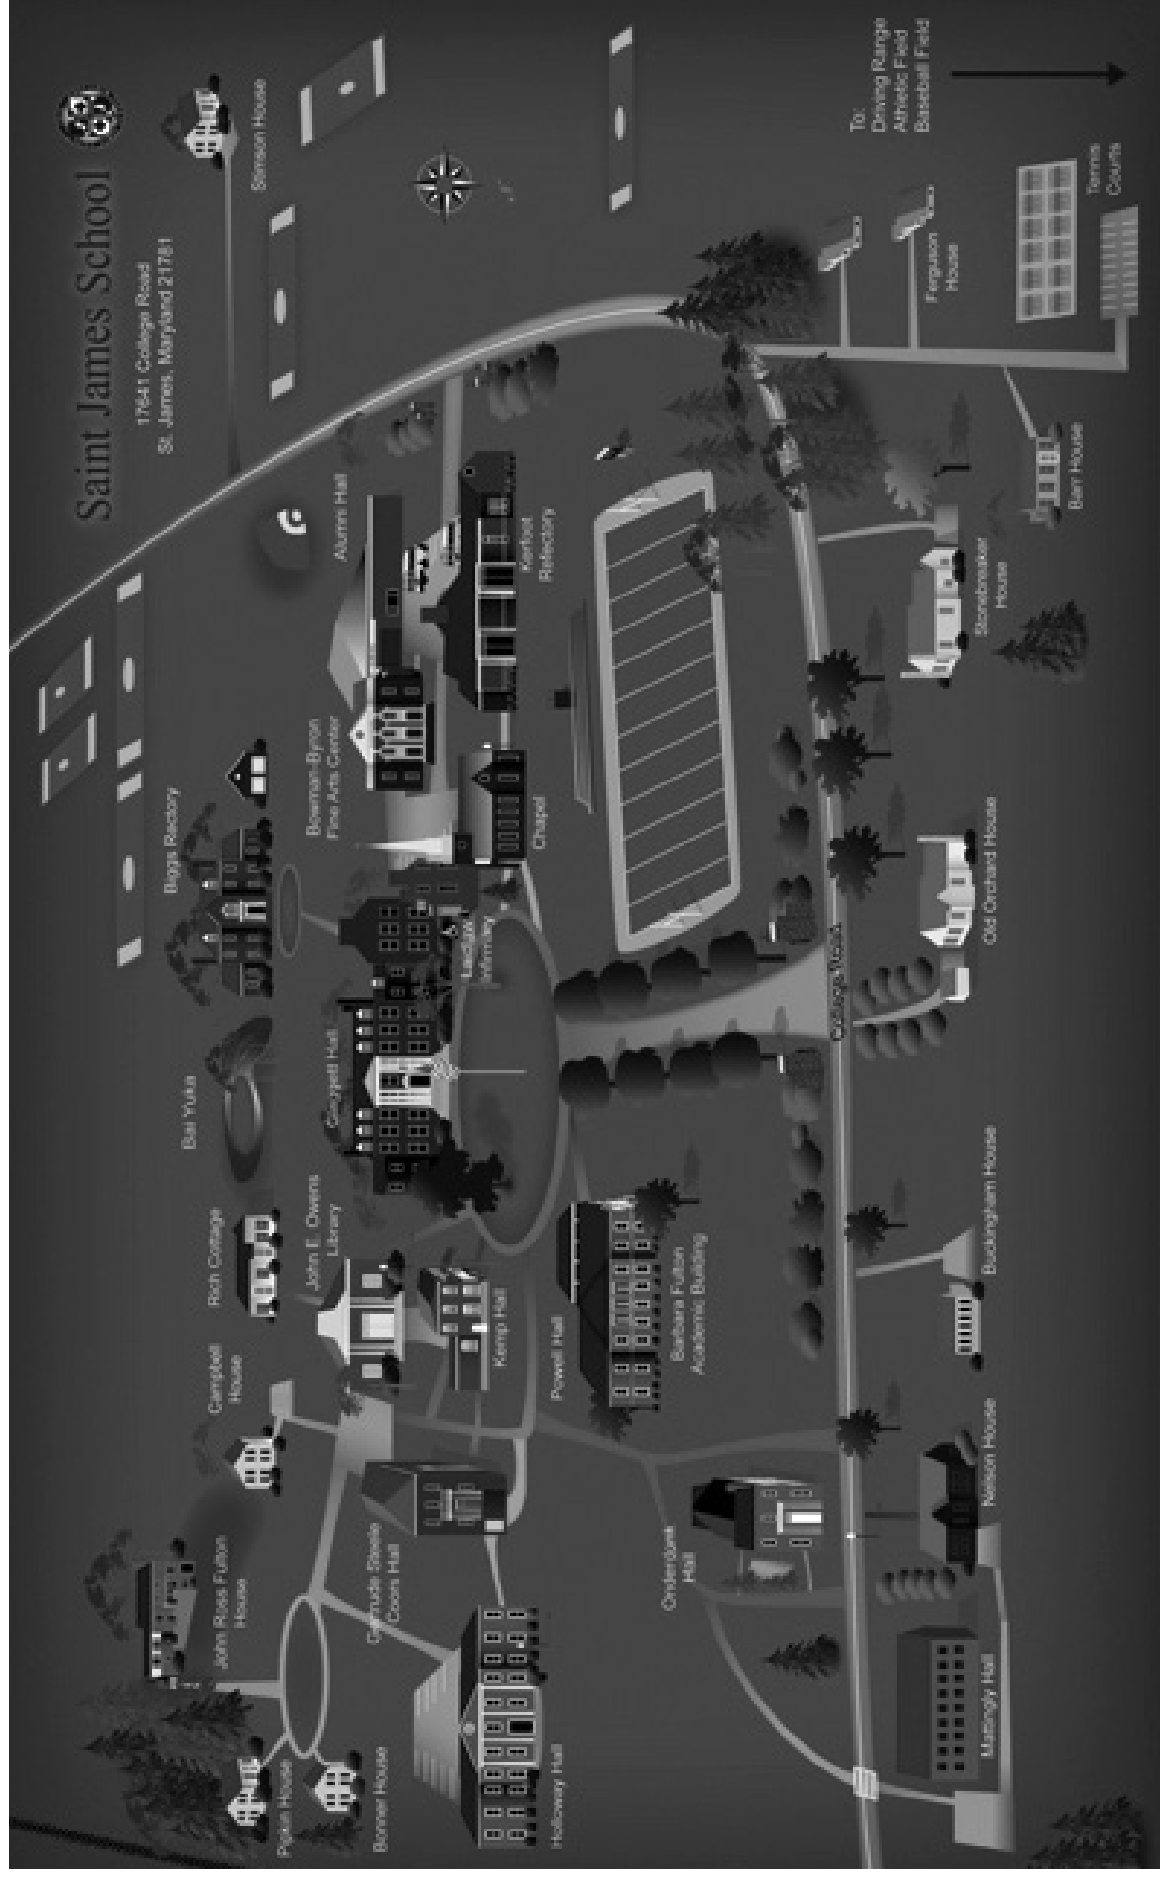 Saint James School
17641 College Road
St. James, Maryland 21781
Stimson House
To:
Driving Range
Athletic Field
Baseball Field
Tennis
Courts
Ferguson
House
Barr House
Alumni Hall
Kerfoot
Refectory
Stonebreaker
House
Biggs Rectory
Bowman-Byron
Fine Arts Center
Chapel
Laidlaw
Infirmary
Old Orchard House
College Road
Bai Yuka
Claggett Hall
Rich Cottage
John E. Owens
Library
Kemp Hall
Powell Hall
Barbara Fulton
Academic Building
Buckingham House
Campbell
House
Nelson House
John Ross Fulton
House
Gertrude Steele
Coors Hall
Onderdonk
Hall
Pipkin House
Bonner House
Holloway Hall
Mattingly Hall